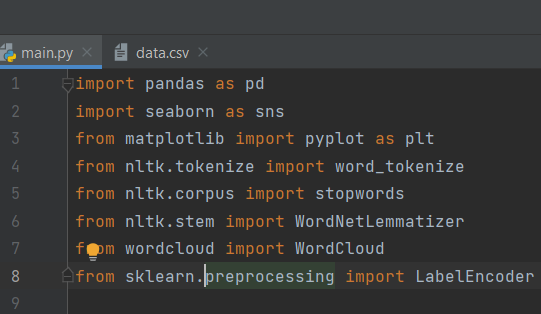 main.py data.csv
1 import pandas as pd
2 import seaborn as sns
3 from matplotlib import pyplot as plt
4 from nltk.tokenize import word_tokenize
5 from nltk.corpus import stopwords
6 from nltk.stem import WordNetLemmatizer
7 from wordcloud import WordCloud
8 from sklearn.preprocessing import LabelEncoder
9